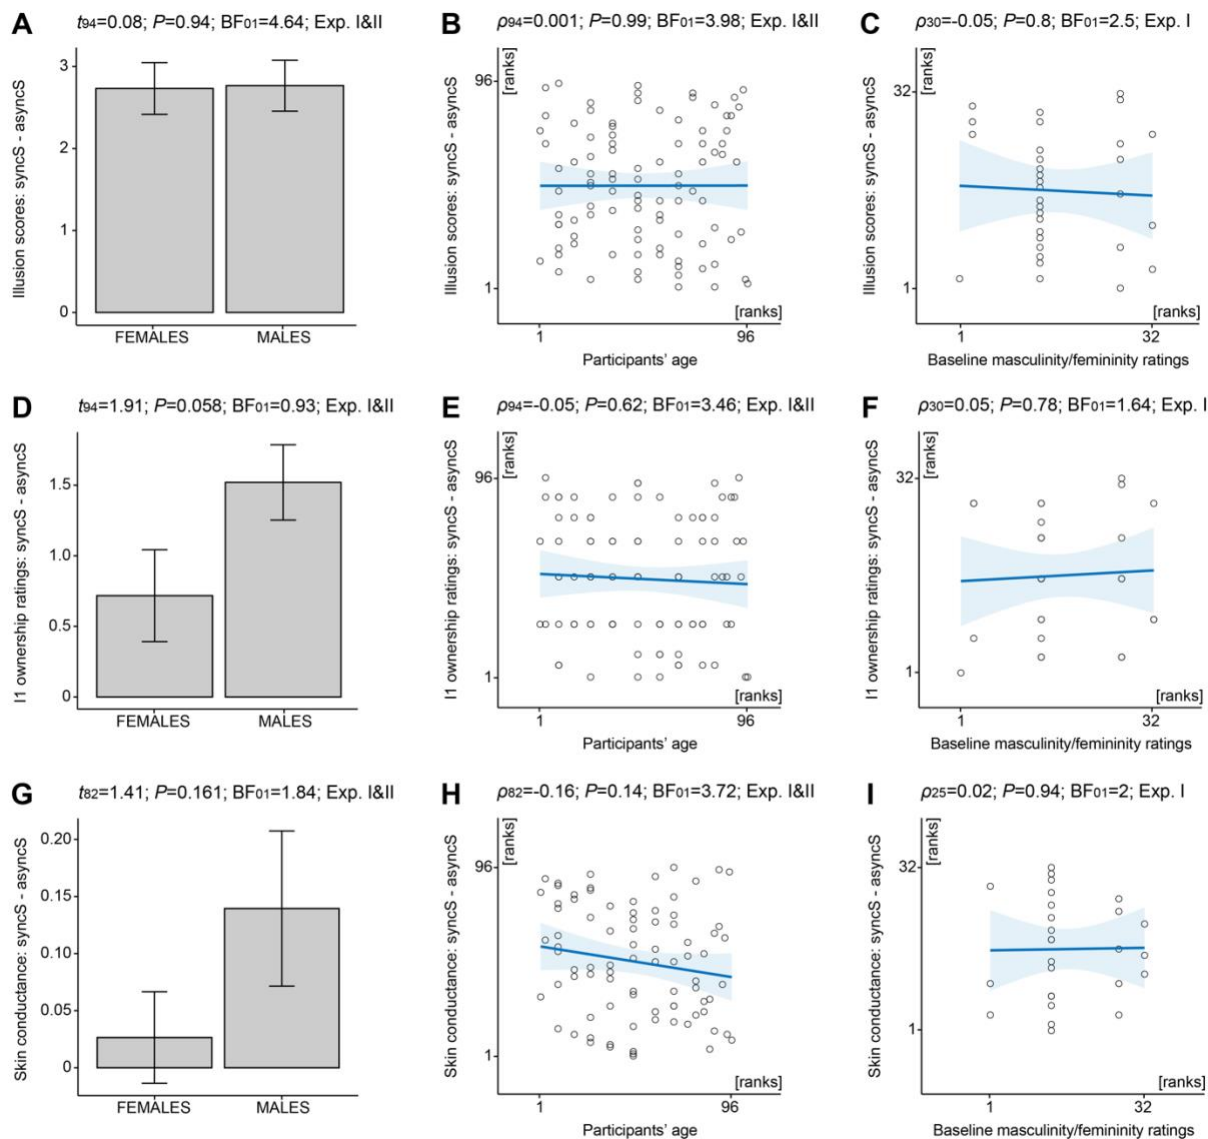 A
t94=0.08; P=0.94; BF01=4.64; Exp. I&II
Illusion scores: syncS - asyncS
3
2
1
0
FEMALES
MALES
B
ρ94=0.001; P=0.99; BF01=3.98; Exp. I&II
Illusion scores: syncS - asyncS
[ranks]
96
1
[ranks]
1
96
Participants' age
C
ρ30=-0.05; P=0.8; BF01=2.5; Exp. I
Illusion scores: syncS - asyncS
[ranks]
32
1
[ranks]
1
32
Baseline masculinity/femininity ratings
D
t94=1.91; P=0.058; BF01=0.93; Exp. I&II
I1 ownership ratings: syncS - asyncS
1.5
1.0
0.5
0
FEMALES
MALES
E
ρ94=-0.05; P=0.62; BF01=3.46; Exp. I&II
I1 ownership ratings: syncS - asyncS
[ranks]
96
1
[ranks]
1
96
Participants' age
F
ρ30=0.05; P=0.78; BF01=1.64; Exp. I
I1 ownership ratings: syncS - asyncS
[ranks]
32
1
[ranks]
1
32
Baseline masculinity/femininity ratings
G
t82=1.41; P=0.161; BF01=1.84; Exp. I&II
Skin conductance: syncS - asyncS
0.20
0.15
0.10
0.05
0
FEMALES
MALES
H
ρ82=-0.16; P=0.14; BF01=3.72; Exp. I&II
Skin conductance: syncS - asyncS
[ranks]
96
1
[ranks]
1
96
Participants' age
I
ρ25=0.02; P=0.94; BF01=2; Exp. I
Skin conductance: syncS - asyncS
[ranks]
32
1
[ranks]
1
32
Baseline masculinity/femininity ratings